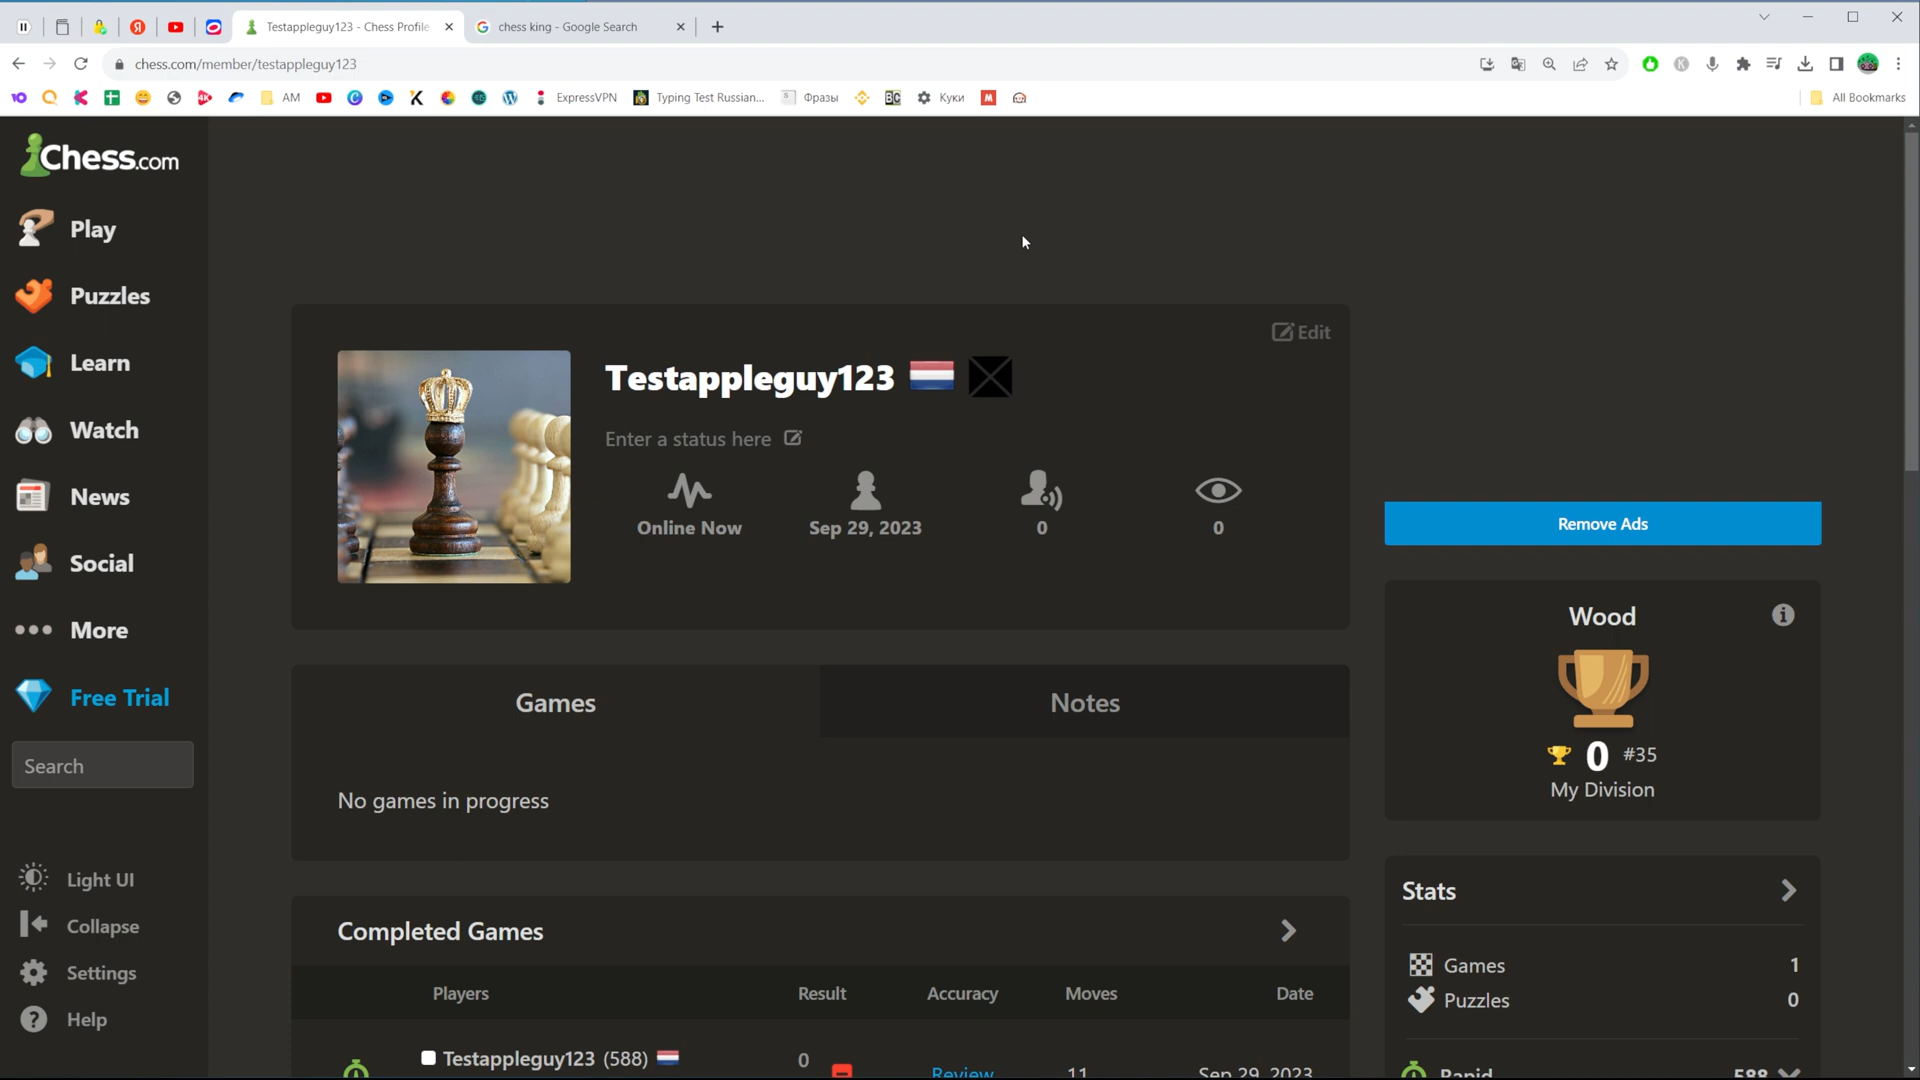 Testappleguy123 - Chess Profile
chess king - Google Search
chess.com/member/testappleguy123
AM
ExpressVPN
Typing Test Russian...
Фразы
Куки
All Bookmarks
Chess.com
Play
Puzzles
Learn
Watch
News
Social
More
Free Trial
Search
Light UI
Collapse
Settings
Help
Edit
Testappleguy123
Enter a status here
Online Now
Sep 29, 2023
0
0
Games
Notes
No games in progress
Completed Games
Players Result Accuracy Moves Date
Testappleguy123 (588) 0
Review 11 Sep 29, 2023
Remove Ads
Wood
0 #35
My Division
Stats
Games 1
Puzzles 0
Rapid 588